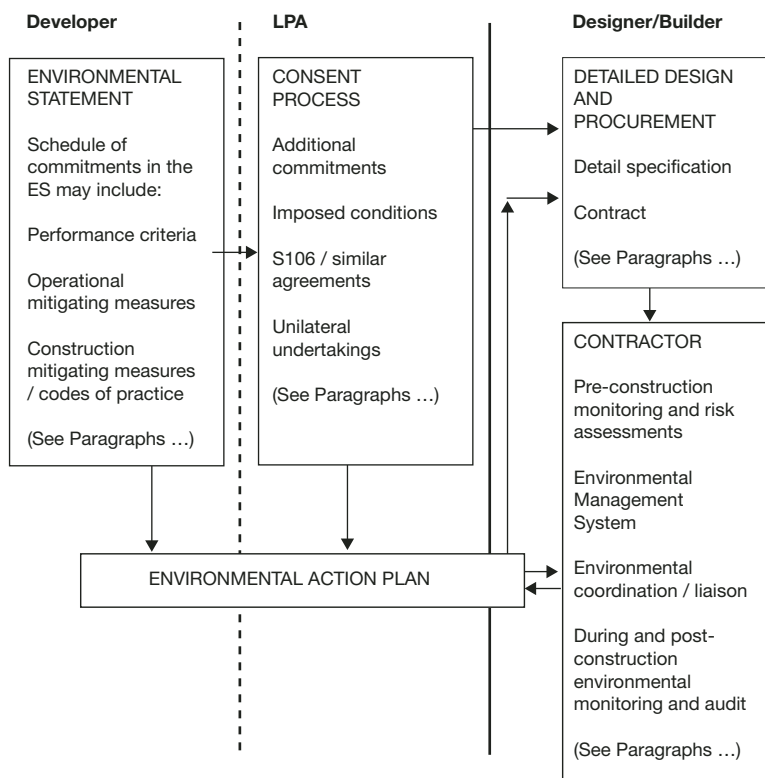 Developer
LPA
Designer/Builder
ENVIRONMENTAL
STATEMENT
Schedule of
commitments in the
ES may include:
Performance criteria
Operational
mitigating measures
Construction
mitigating measures
/ codes of practice
(See Paragraphs ...)
CONSENT
PROCESS
Additional
commitments
Imposed conditions
S106 / similar
agreements
Unilateral
undertakings
(See Paragraphs ...)
DETAILED DESIGN
AND
PROCUREMENT
Detail specification
Contract
(See Paragraphs ...)
CONTRACTOR
Pre-construction
monitoring and risk
assessments
Environmental
Management
System
Environmental
coordination / liaison
During and post-
construction
environmental
monitoring and audit
(See Paragraphs ...)
ENVIRONMENTAL ACTION PLAN